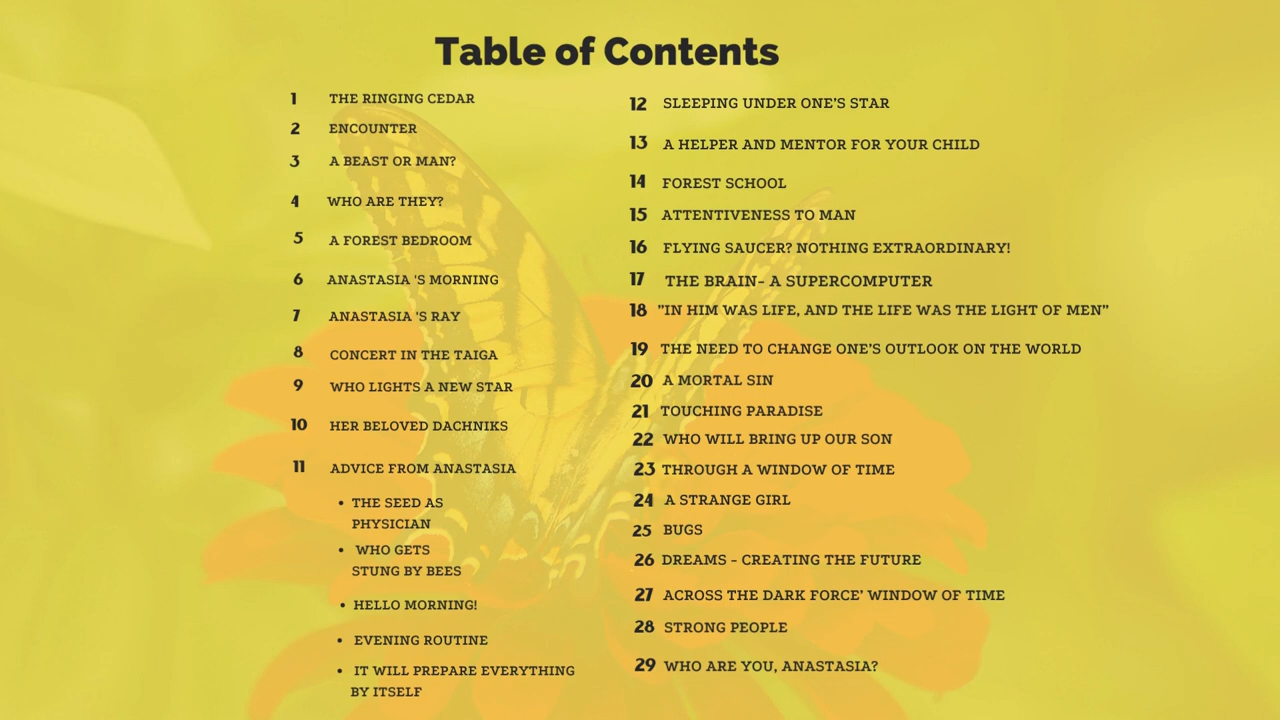 Table of Contents
1 THE RINGING CEDAR
2 ENCOUNTER
3 A BEAST OR MAN?
4 WHO ARE THEY?
5 A FOREST BEDROOM
6 ANASTASIA 'S MORNING
7 ANASTASIA 'S RAY
8 CONCERT IN THE TAIGA
9 WHO LIGHTS A NEW STAR
10 HER BELOVED DACHNIKS
11 ADVICE FROM ANASTASIA
• THE SEED AS
PHYSICIAN
• WHO GETS
STUNG BY BEES
• HELLO MORNING!
• EVENING ROUTINE
• IT WILL PREPARE EVERYTHING
BY ITSELF
12 SLEEPING UNDER ONE'S STAR
13 A HELPER AND MENTOR FOR YOUR CHILD
14 FOREST SCHOOL
15 ATTENTIVENESS TO MAN
16 FLYING SAUCER? NOTHING EXTRAORDINARY!
17 THE BRAIN- A SUPERCOMPUTER
18 "IN HIM WAS LIFE, AND THE LIFE WAS THE LIGHT OF MEN"
19 THE NEED TO CHANGE ONE'S OUTLOOK ON THE WORLD
20 A MORTAL SIN
21 TOUCHING PARADISE
22 WHO WILL BRING UP OUR SON
23 THROUGH A WINDOW OF TIME
24 A STRANGE GIRL
25 BUGS
26 DREAMS - CREATING THE FUTURE
27 ACROSS THE DARK FORCE' WINDOW OF TIME
28 STRONG PEOPLE
29 WHO ARE YOU, ANASTASIA?